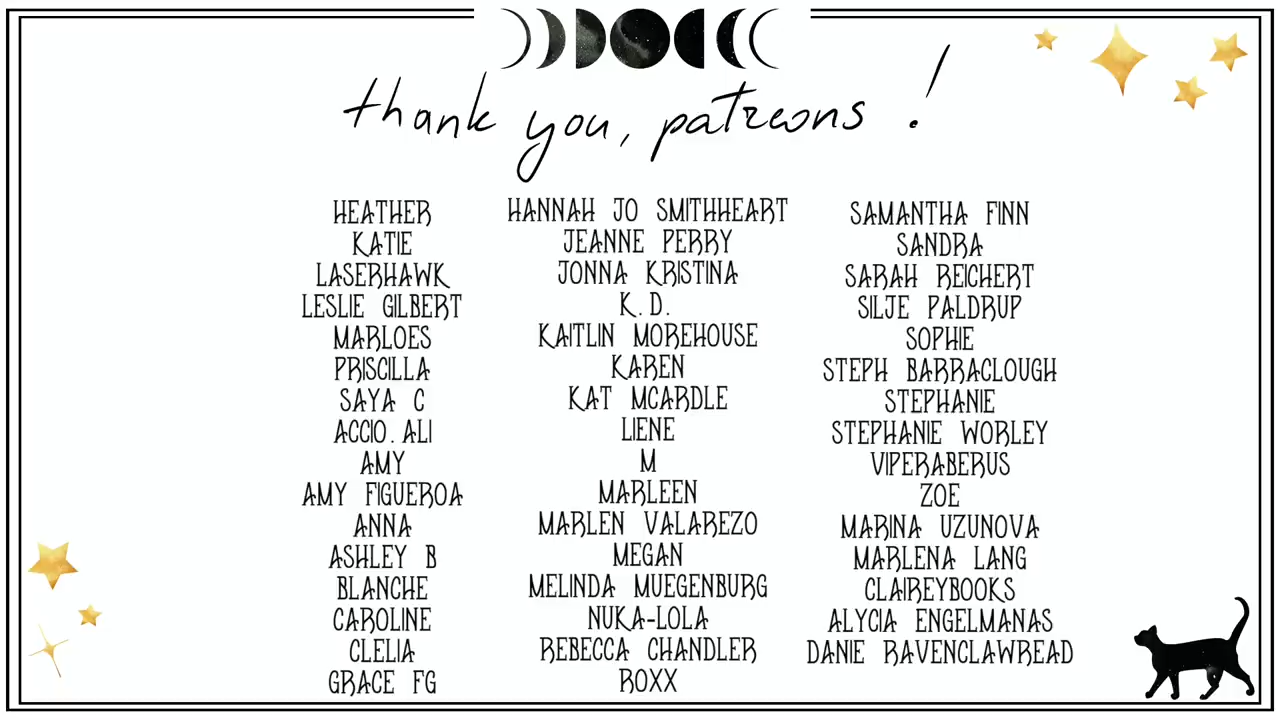 thank you, patreons!
HEATHER
KATIE
LASERHAWK
LESLIE GILBERT
MARLOES
PRISCILLA
SAYA C
ACCIO.ALI
AMY
AMY FIGUEROA
ANNA
ASHLEY B
BLANCHE
CAROLINE
CLELIA
GRACE FG
HANNAH JO SMITHHEART
JEANNE PERRY
JONNA KRISTINA
K.D.
KAITLIN MOREHOUSE
KAREN
KAT MCARDLE
LIENE
M
MARLEEN
MARLEN VALAREZO
MEGAN
MELINDA MUEGENBURG
NUKA-LOLA
REBECCA CHANDLER
ROXX
SAMANTHA FINN
SANDRA
SARAH REICHERT
SILJE PALDRUP
SOPHIE
STEPH BARRACLOUGH
STEPHANIE
STEPHANIE WORLEY
VIPERABERUS
ZOE
MARINA UZUNOVA
MARLENA LANG
CLAIREYBOOKS
ALYCIA ENGELMANAS
DANIE RAVENCLAWREAD